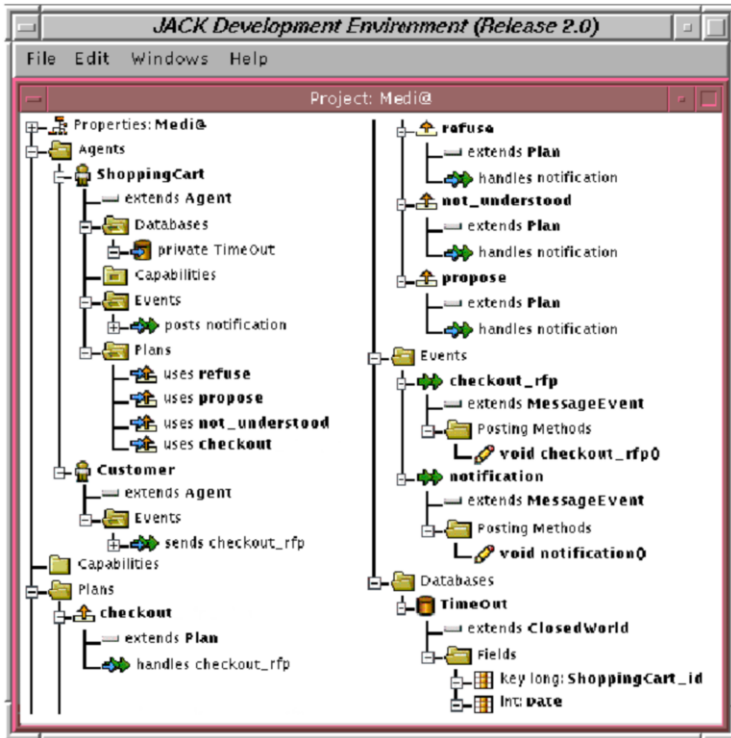 JACK Development Environment (Release 2.0)
File Edit Windows Help
Project: Medi@
Properties: Medi@
Agents
ShoppingCart
extends Agent
Databases
private TimeOut
Capabilities
Events
posts notification
Plans
uses refuse
uses propose
uses not_understood
uses checkout
Customer
extends Agent
Events
sends checkout_rfp
Capabilities
Plans
checkout
extends Plan
handles checkout_rfp
refuse
extends Plan
handles notification
not_understood
extends Plan
handles notification
propose
extends Plan
handles notification
Events
checkout_rfp
extends MessageEvent
Posting Methods
void checkout_rfp()
notification
extends MessageEvent
Posting Methods
void notification()
Databases
TimeOut
extends ClosedWorld
Fields
key long: ShoppingCart_id
int: Date